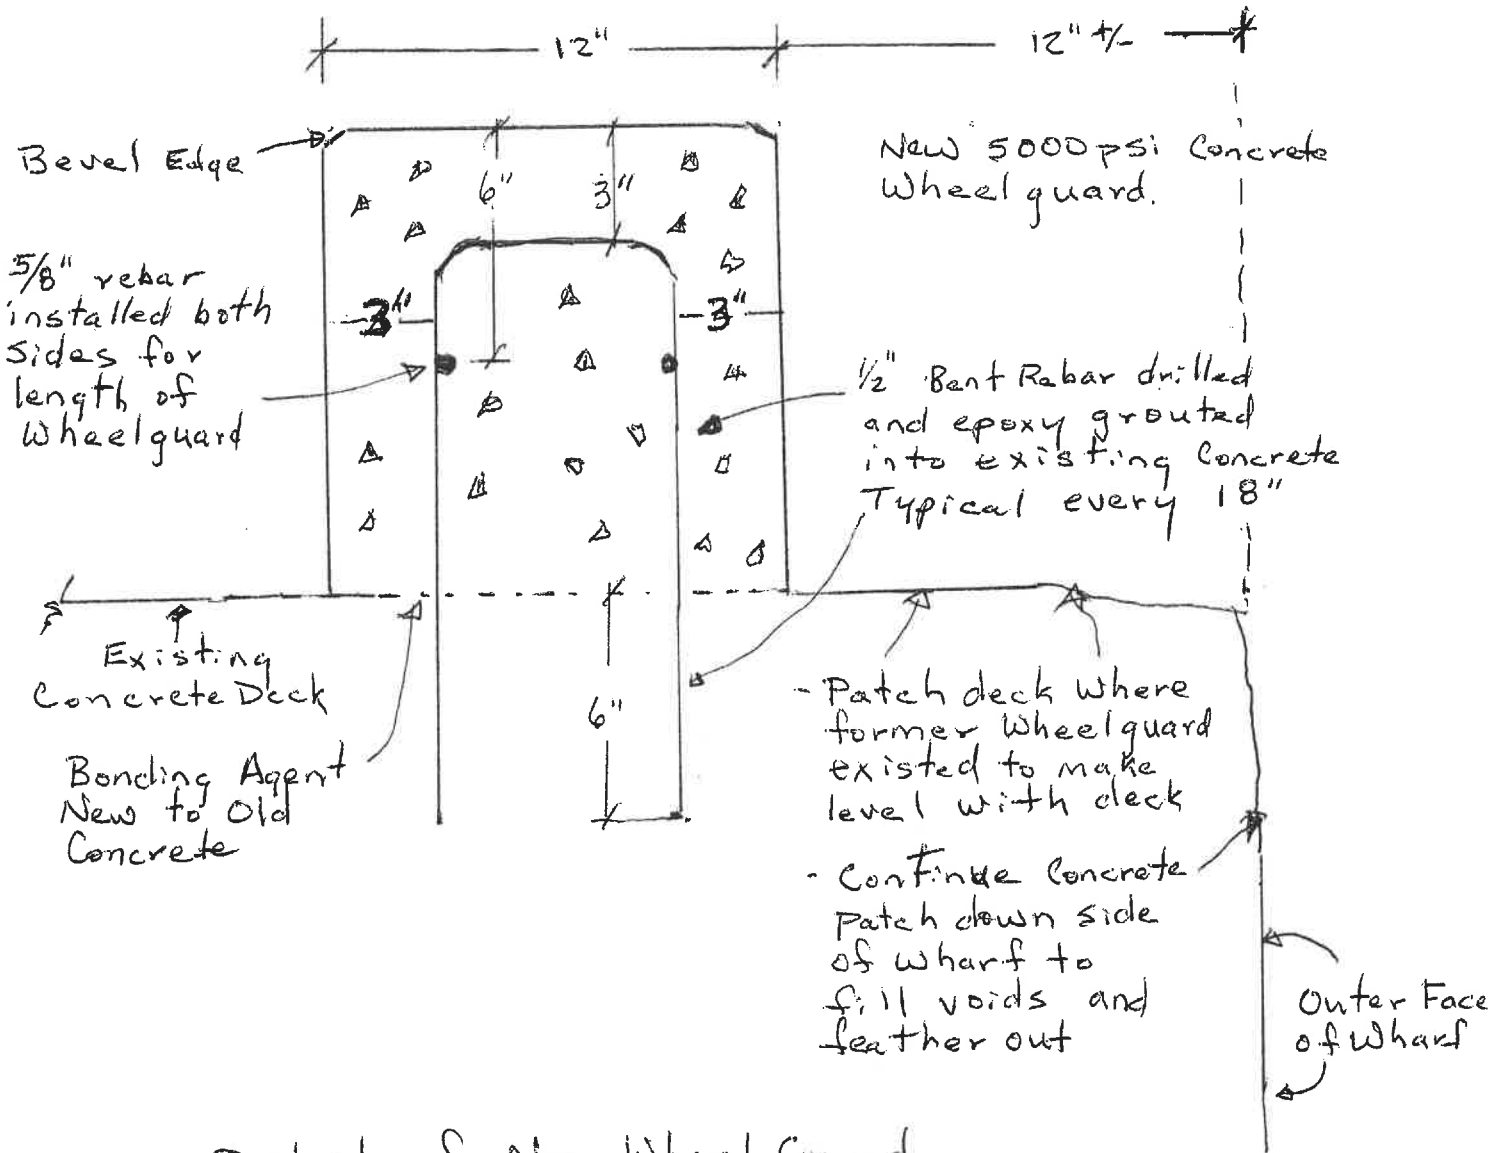 12"
12" +/-
Bevel Edge
6"
3"
New 5000 psi Concrete
Wheelguard.
5/8" rebar
installed both
sides for
length of
Wheelguard
3"
3"
1/2" Bent Rebar drilled
and epoxy grouted
into existing Concrete
Typical every 18"
Existing
Concrete Deck
6"
Bonding Agent
New to Old
Concrete
- Patch deck where
former Wheelguard
existed to make
level with deck
- Continue Concrete
patch down side
of wharf to
fill voids and
feather out
Outer Face
of Wharf